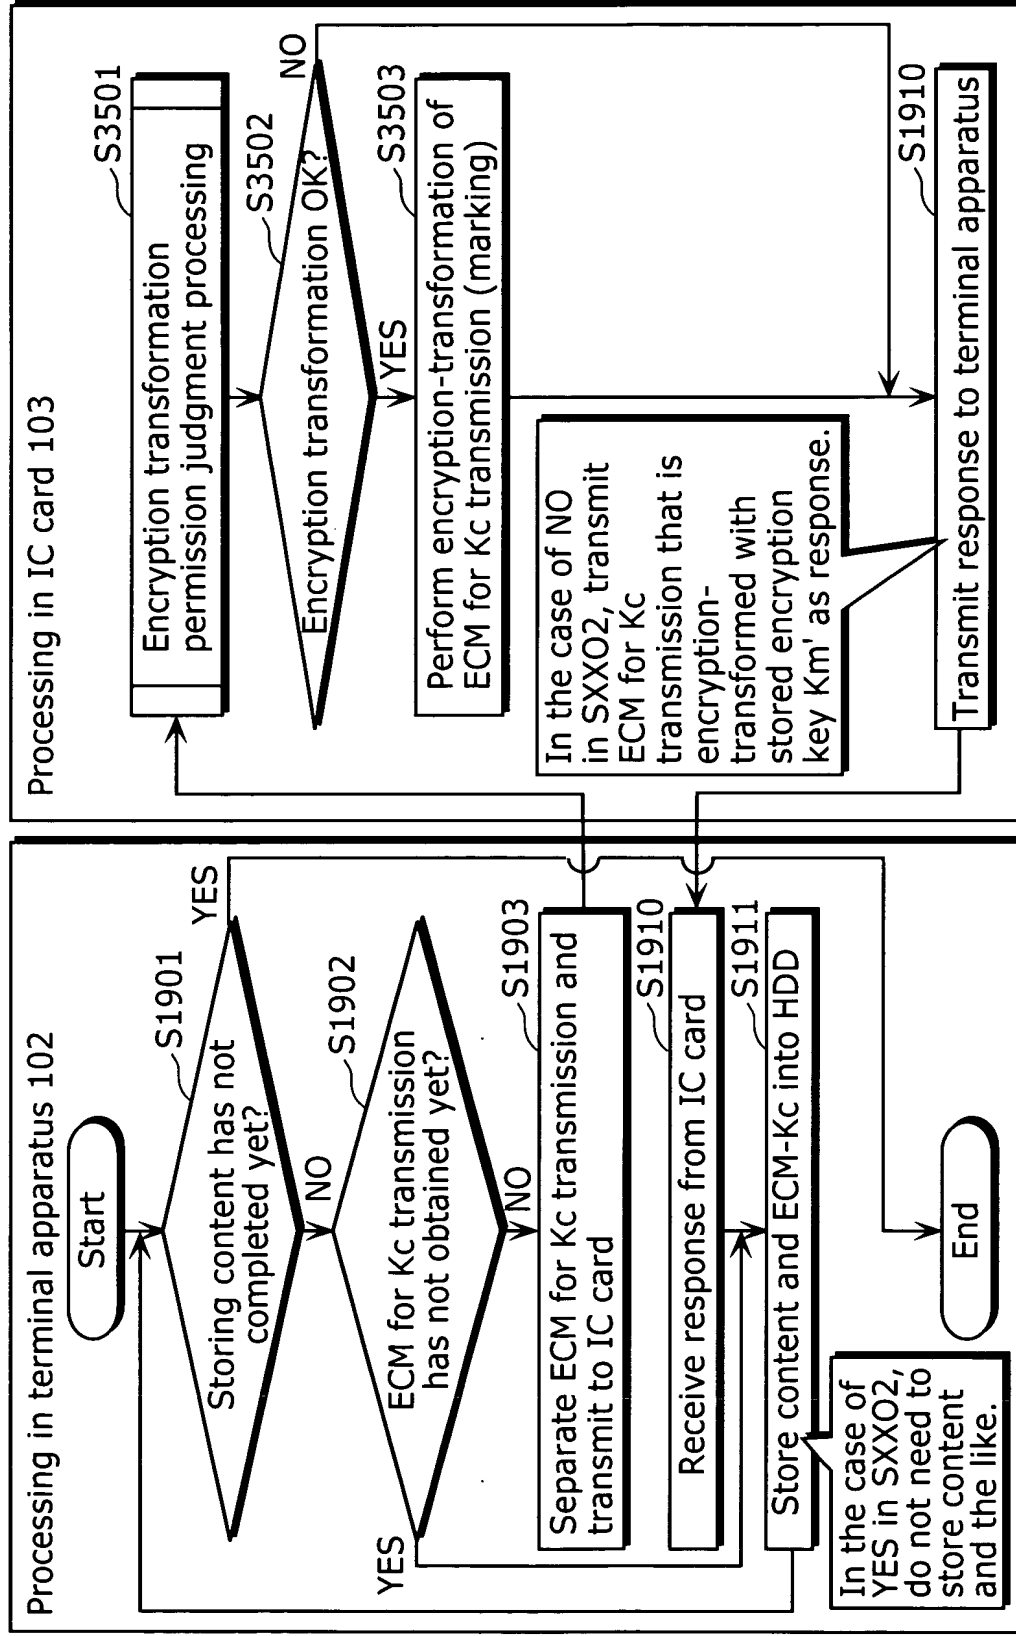 Processing in terminal apparatus 102
Start
S1901
Storing content has not
completed yet?
YES
NO
S1902
ECM for Kc transmission
has not obtained yet?
YES
NO
S1903
Separate ECM for Kc transmission and
transmit to IC card
S1910
Receive response from IC card
S1911
Store content and ECM-Kc into HDD
In the case of
YES in SXXO2,
do not need to
store content
and the like.
End
Processing in IC card 103
S3501
Encryption transformation
permission judgment processing
S3502
Encryption transformation OK?
NO
YES
S3503
Perform encryption-transformation of
ECM for Kc transmission (marking)
In the case of NO
in SXXO2, transmit
ECM for Kc
transmission that is
encryption-
transformed with
stored encryption
key Km' as response.
S1910
Transmit response to terminal apparatus